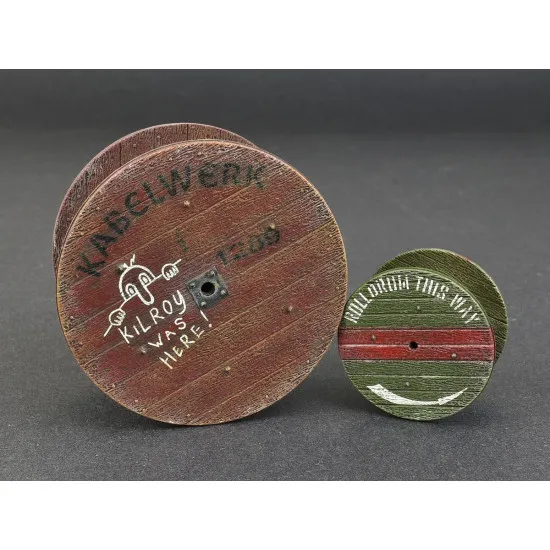 KABELWERK
1289
KILROY
WAS
HERE!
ROLL DRUM THIS WAY